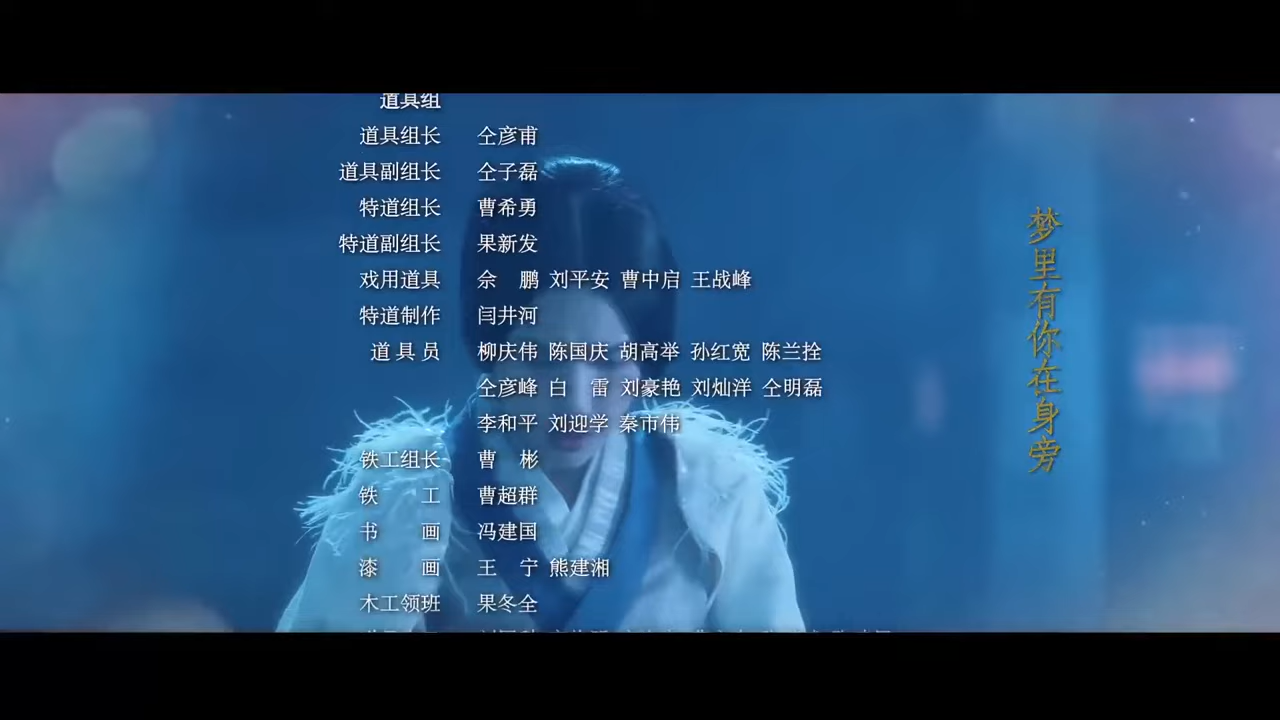 道具组
道具组长 仝彦甫
道具副组长 仝子磊
特道组长 曹希勇
特道副组长 果新发
戏用道具 佘 鹏 刘平安 曹中启 王战峰
特道制作 闫井河
道具员 柳庆伟 陈国庆 胡高举 孙红宽 陈兰拴
仝彦峰 白 雷 刘豪艳 刘灿洋 仝明磊
李和平 刘迎学 秦市伟
铁工组长 曹 彬
铁 工 曹超群
书 画 冯建国
漆 画 王 宁 熊建湘
木工领班 果冬全
梦里有你在身旁